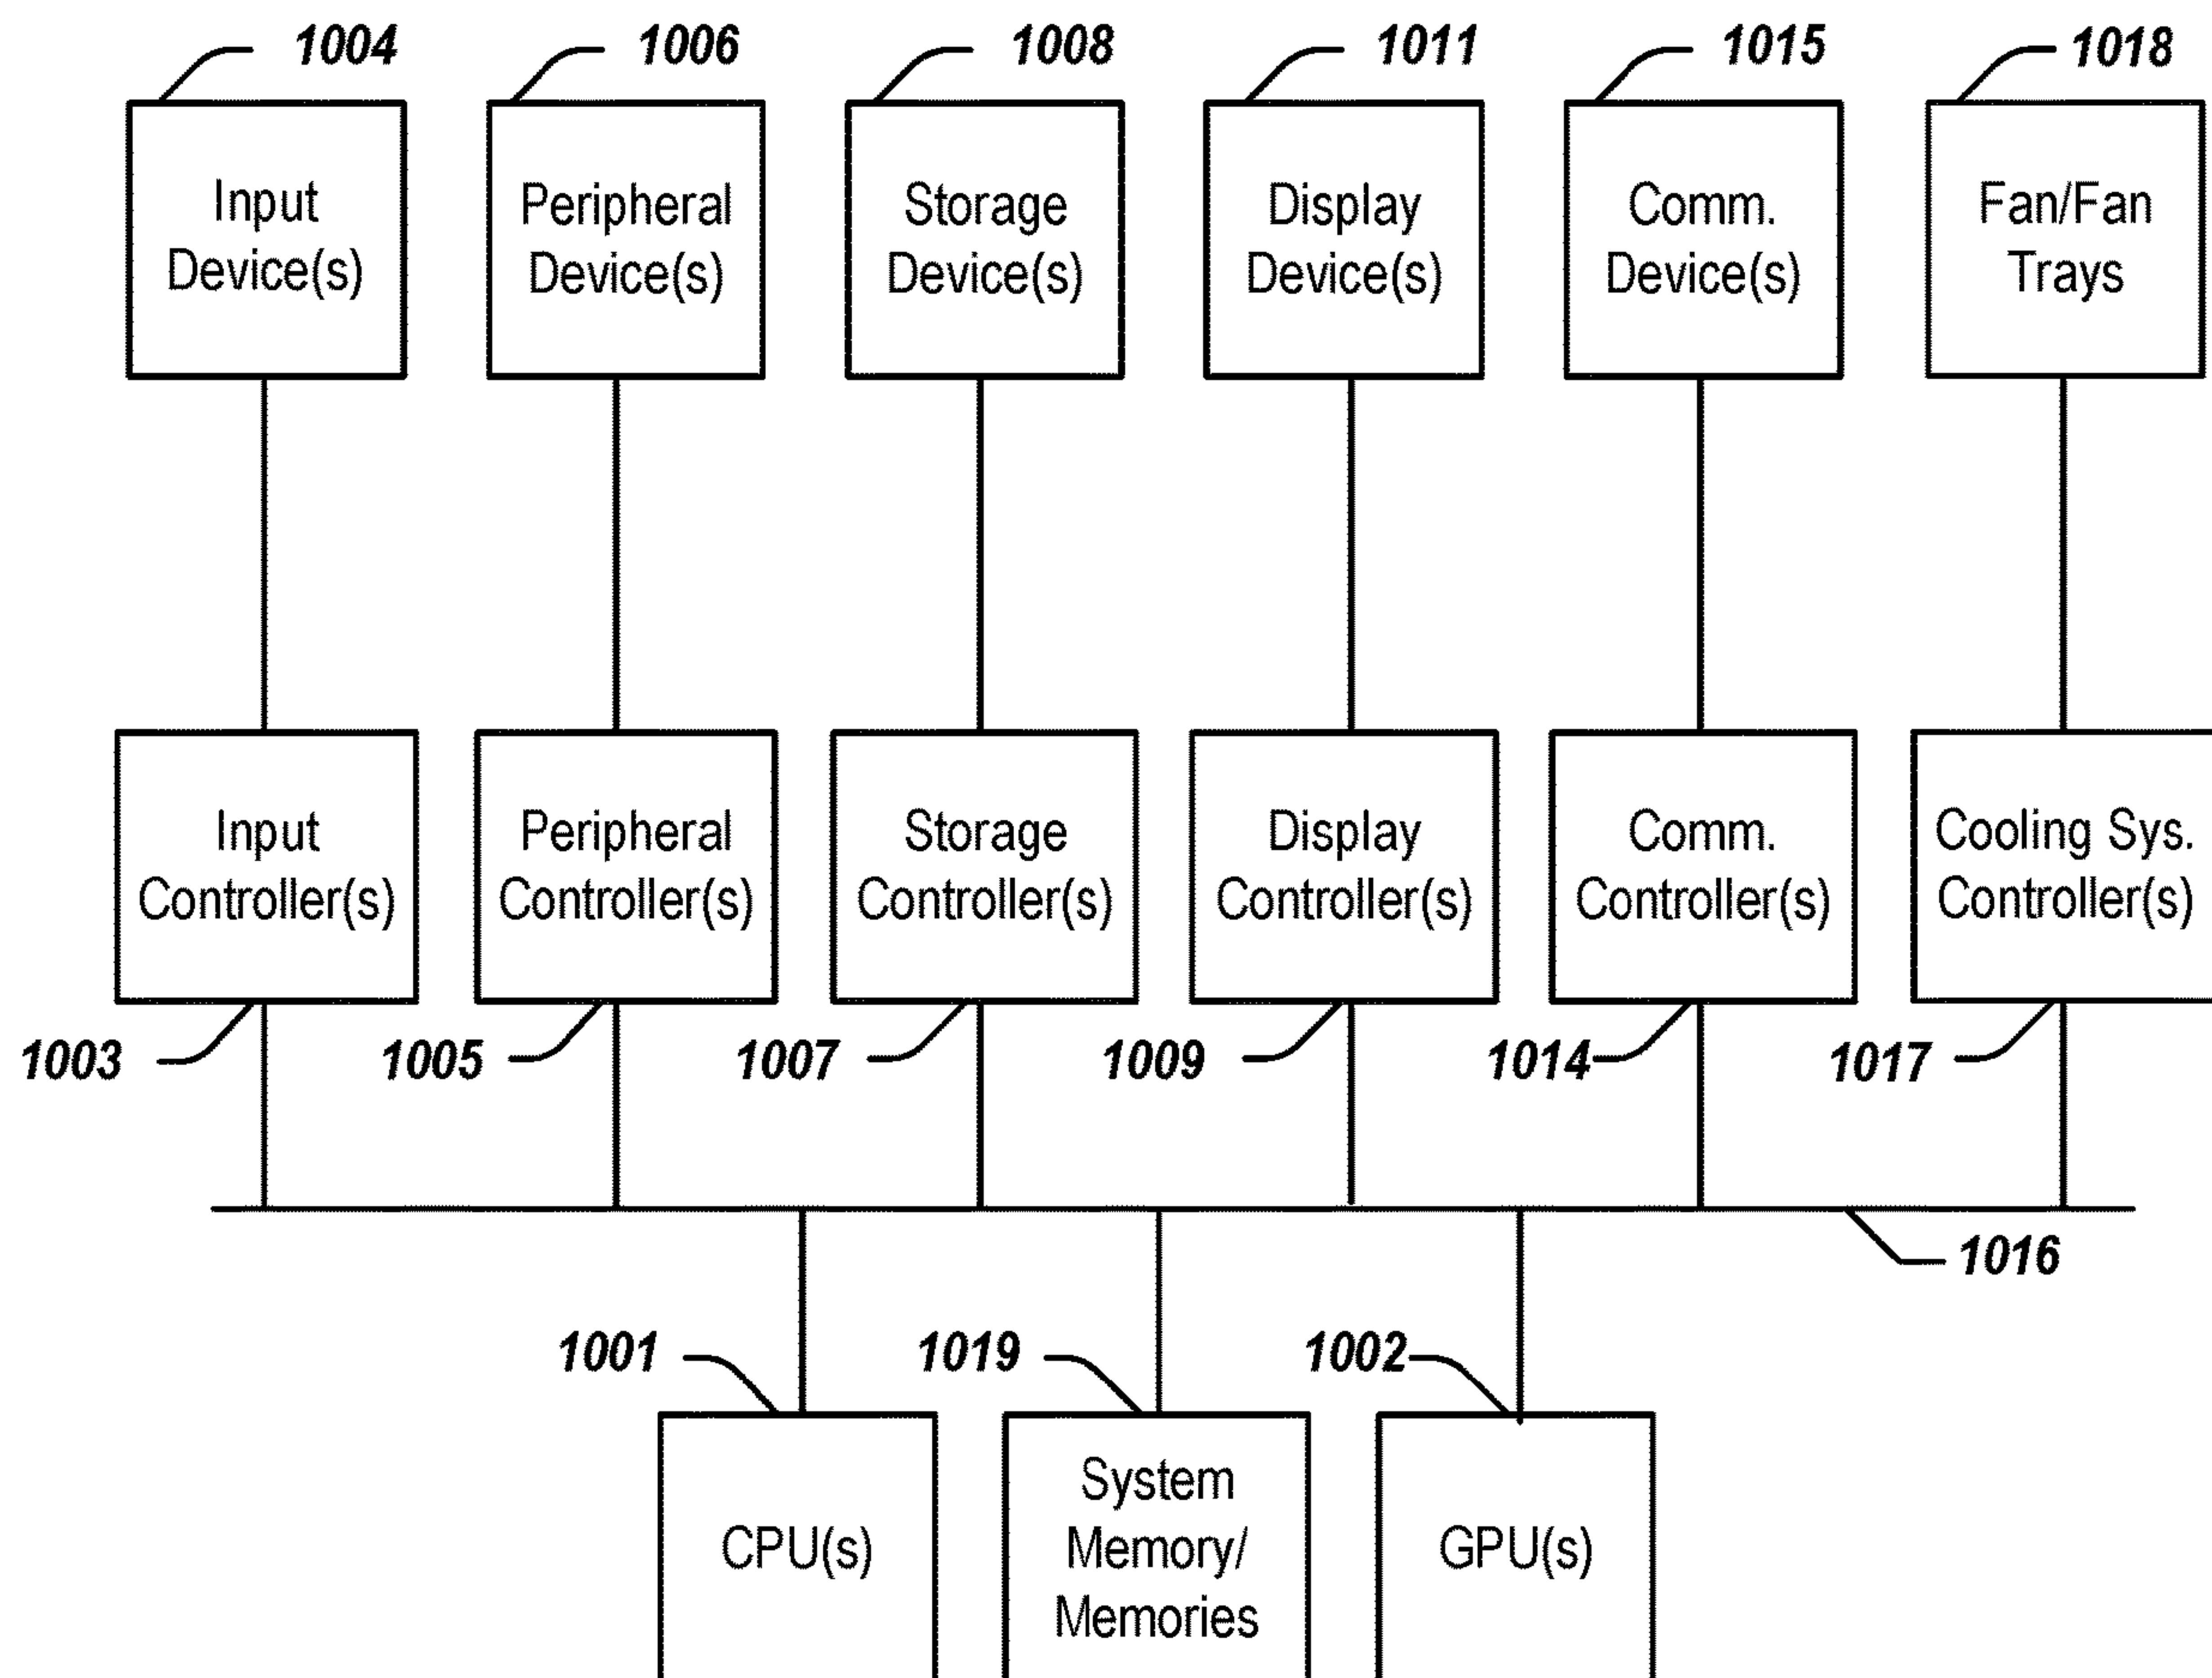 1004 1006 1008 1011 1015 1018
Input Peripheral Storage Display Comm. Fan/Fan
Device(s) Device(s) Device(s) Device(s) Device(s) Trays
Input Peripheral Storage Display Comm. Cooling Sys.
Controller(s) Controller(s) Controller(s) Controller(s) Controller(s) Controller(s)
1003 1005 1007 1009 1014 1017
1016
1001 1019 1002
System
CPU(s) Memory/ GPU(s)
Memories